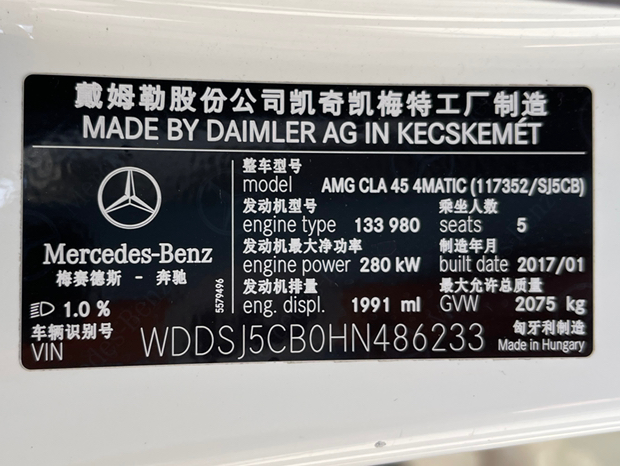 戴姆勒股份公司凯奇凯梅特工厂制造
MADE BY DAIMLER AG IN KECSKEMÉT
整车型号
model AMG CLA 45 4MATIC (117352/SJ5CB)
发动机型号 乘坐人数
engine type 133 980 seats 5
发动机最大净功率 制造年月
engine power 280 kW built date 2017/01
发动机排量 最大允许总质量
eng. displ. 1991 ml GVW 2075 kg
Mercedes-Benz
梅赛德斯 - 奔驰
5579496
1.0 %
车辆识别号
VIN WDDSJ5CB0HN486233
匈牙利制造
Made in Hungary